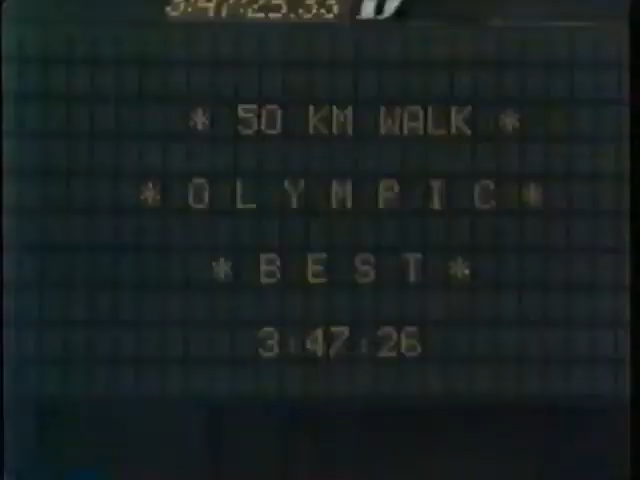 3:47:25.33
* 50 KM WALK *
* O L Y M P I C *
* B E S T *
3:47:26